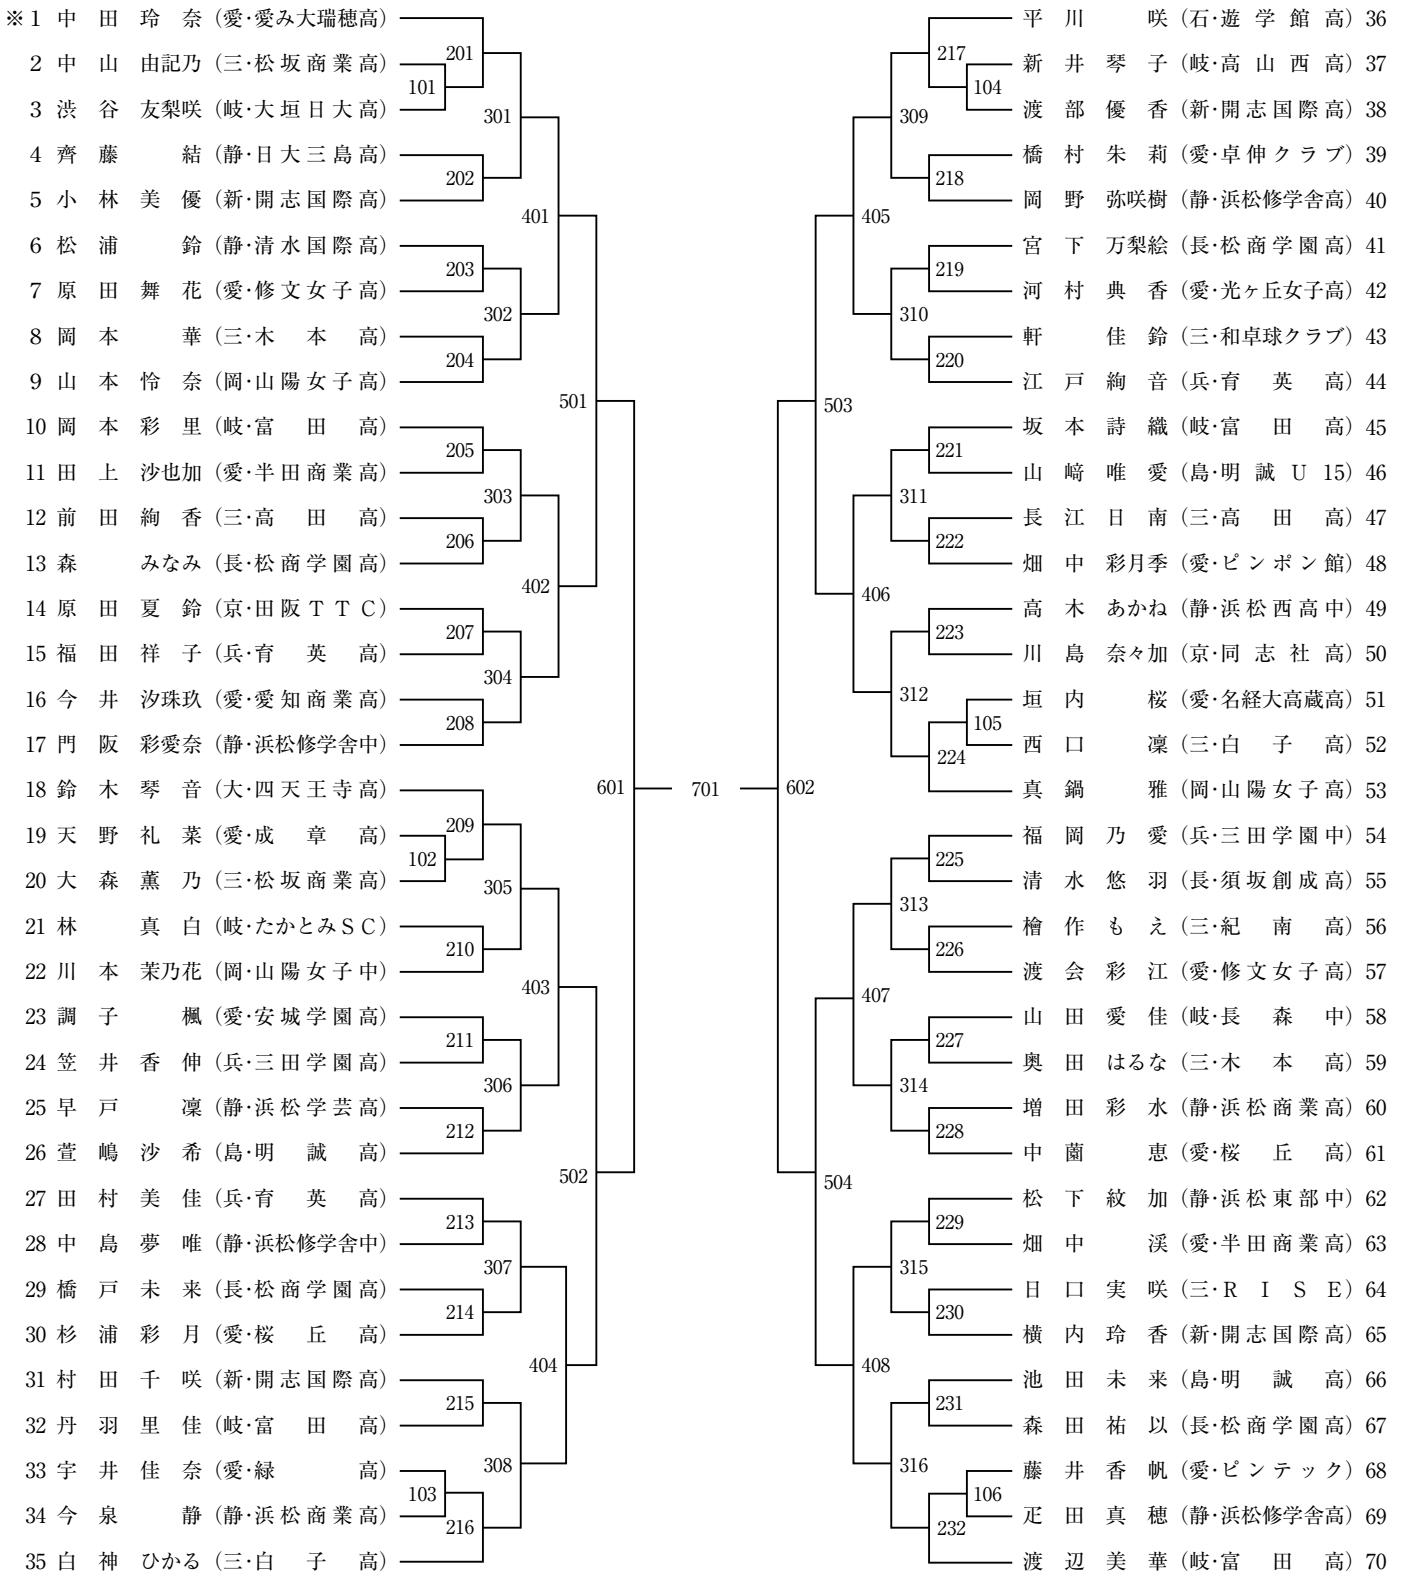 ※1 中田玲奈（愛・愛み大瑞穂高）
2 中山由記乃（三・松坂商業高）
3 渋谷友梨咲（岐・大垣日大高）
4 齊藤結（静・日大三島高）
5 小林美優（新・開志国際高）
6 松浦鈴（静・清水国際高）
7 原田舞花（愛・修文女子高）
8 岡本華（三・木本高）
9 山本怜奈（岡・山陽女子高）
10 岡本彩里（岐・富田高）
11 田上沙也加（愛・半田商業高）
12 前田絢香（三・高田高）
13 森みなみ（長・松商学園高）
14 原田夏鈴（京・田阪ＴＴＣ）
15 福田祥子（兵・育英高）
16 今井汐珠玖（愛・愛知商業高）
17 門阪彩愛奈（静・浜松修学舎中）
18 鈴木琴音（大・四天王寺高）
19 天野礼菜（愛・成章高）
20 大森薫乃（三・松坂商業高）
21 林真白（岐・たかとみＳＣ）
22 川本茉乃花（岡・山陽女子中）
23 調子楓（愛・安城学園高）
24 笠井香伸（兵・三田学園高）
25 早戸凜（静・浜松学芸高）
26 萱嶋沙希（島・明誠高）
27 田村美佳（兵・育英高）
28 中島夢唯（静・浜松修学舎中）
29 橋戸未来（長・松商学園高）
30 杉浦彩月（愛・桜丘高）
31 村田千咲（新・開志国際高）
32 丹羽里佳（岐・富田高）
33 宇井佳奈（愛・緑高）
34 今泉静（静・浜松商業高）
35 白神ひかる（三・白子高）
101
102
103
201
202
203
204
205
206
207
208
209
210
211
212
213
214
215
216
301
302
303
304
305
306
307
308
401
402
403
404
501
502
601
701
602
503
504
405
406
407
408
309
310
311
312
313
314
315
316
217
218
219
220
221
222
223
224
225
226
227
228
229
230
231
232
104
105
106
平川咲（石・遊学館高）36
新井琴子（岐・高山西高）37
渡部優香（新・開志国際高）38
橋村朱莉（愛・卓伸クラブ）39
岡野弥咲樹（静・浜松修学舎高）40
宮下万梨絵（長・松商学園高）41
河村典香（愛・光ヶ丘女子高）42
軒佳鈴（三・和卓球クラブ）43
江戸絢音（兵・育英高）44
坂本詩織（岐・富田高）45
山﨑唯愛（島・明誠Ｕ15）46
長江日南（三・高田高）47
畑中彩月季（愛・ピンポン館）48
高木あかね（静・浜松西高中）49
川島奈々加（京・同志社高）50
垣内桜（愛・名経大高蔵高）51
西口凜（三・白子高）52
真鍋雅（岡・山陽女子高）53
福岡乃愛（兵・三田学園中）54
清水悠羽（長・須坂創成高）55
檜作もえ（三・紀南高）56
渡会彩江（愛・修文女子高）57
山田愛佳（岐・長森中）58
奥田はるな（三・木本高）59
増田彩水（静・浜松商業高）60
中薗恵（愛・桜丘高）61
松下紋加（静・浜松東部中）62
畑中渓（愛・半田商業高）63
日口実咲（三・ＲＩＳＥ）64
横内玲香（新・開志国際高）65
池田未来（島・明誠高）66
森田祐以（長・松商学園高）67
藤井香帆（愛・ピンテック）68
疋田真穂（静・浜松修学舎高）69
渡辺美華（岐・富田高）70